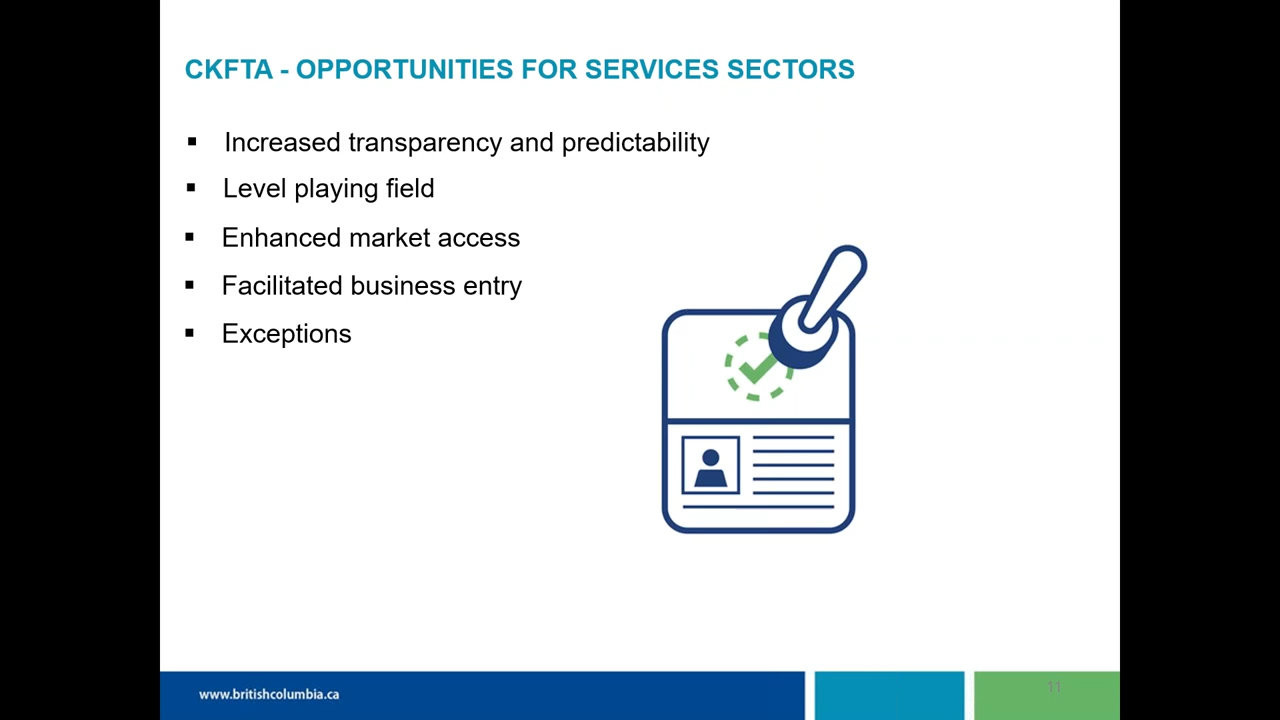 CKFTA - OPPORTUNITIES FOR SERVICES SECTORS
▪ Increased transparency and predictability
▪ Level playing field
▪ Enhanced market access
▪ Facilitated business entry
▪ Exceptions
www.britishcolumbia.ca
11